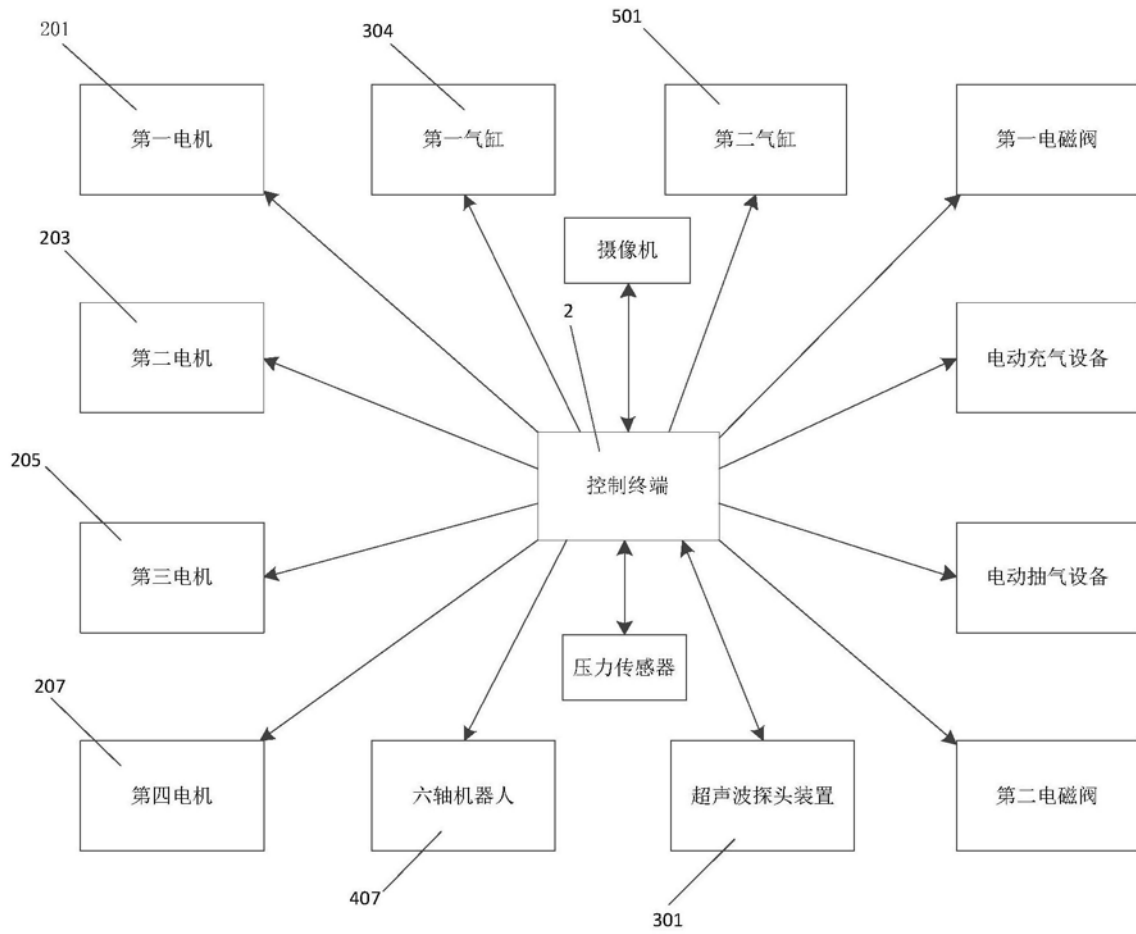 201
304
501
第一电机
第一气缸
第二气缸
第一电磁阀
203
摄像机
2
第二电机
电动充气设备
205
控制终端
第三电机
电动抽气设备
207
压力传感器
第四电机
六轴机器人
超声波探头装置
第二电磁阀
407
301